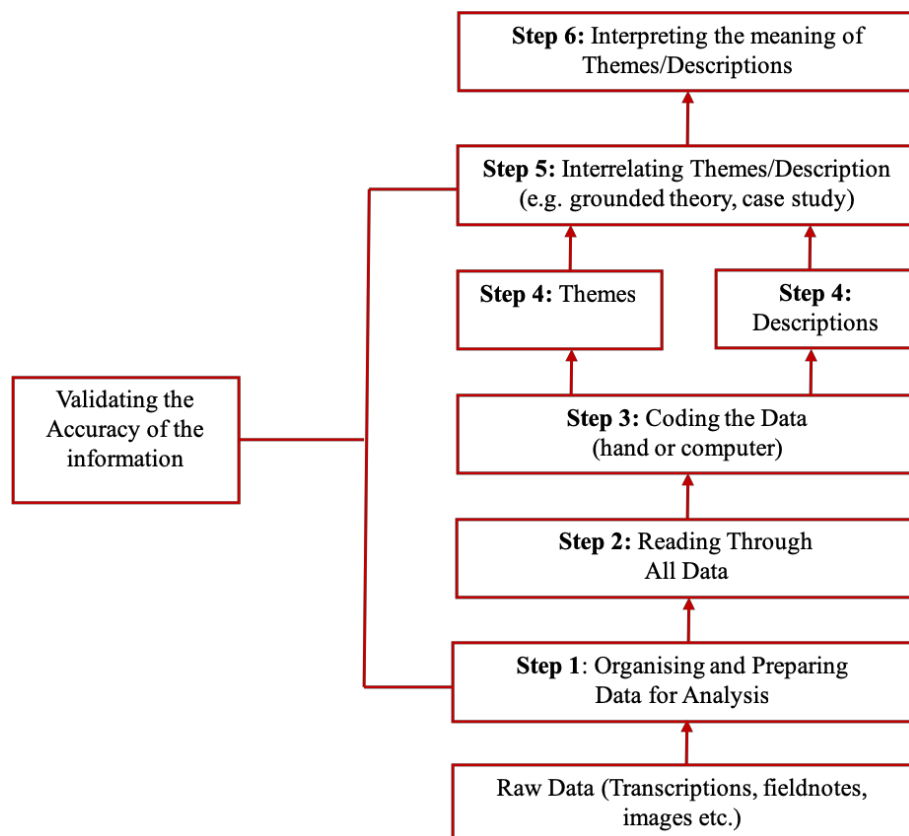 Step 6: Interpreting the meaning of
Themes/Descriptions
Step 5: Interrelating Themes/Description
(e.g. grounded theory, case study)
Step 4: Themes
Step 4:
Descriptions
Validating the
Accuracy of the
information
Step 3: Coding the Data
(hand or computer)
Step 2: Reading Through
All Data
Step 1: Organising and Preparing
Data for Analysis
Raw Data (Transcriptions, fieldnotes,
images etc.)